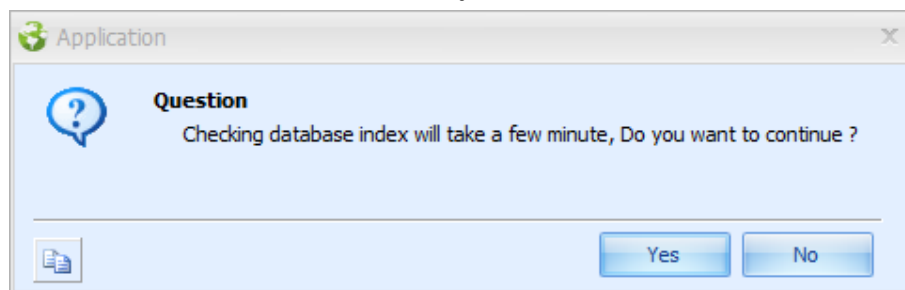 Application
Question
Checking database index will take a few minute, Do you want to continue ?
Yes
No